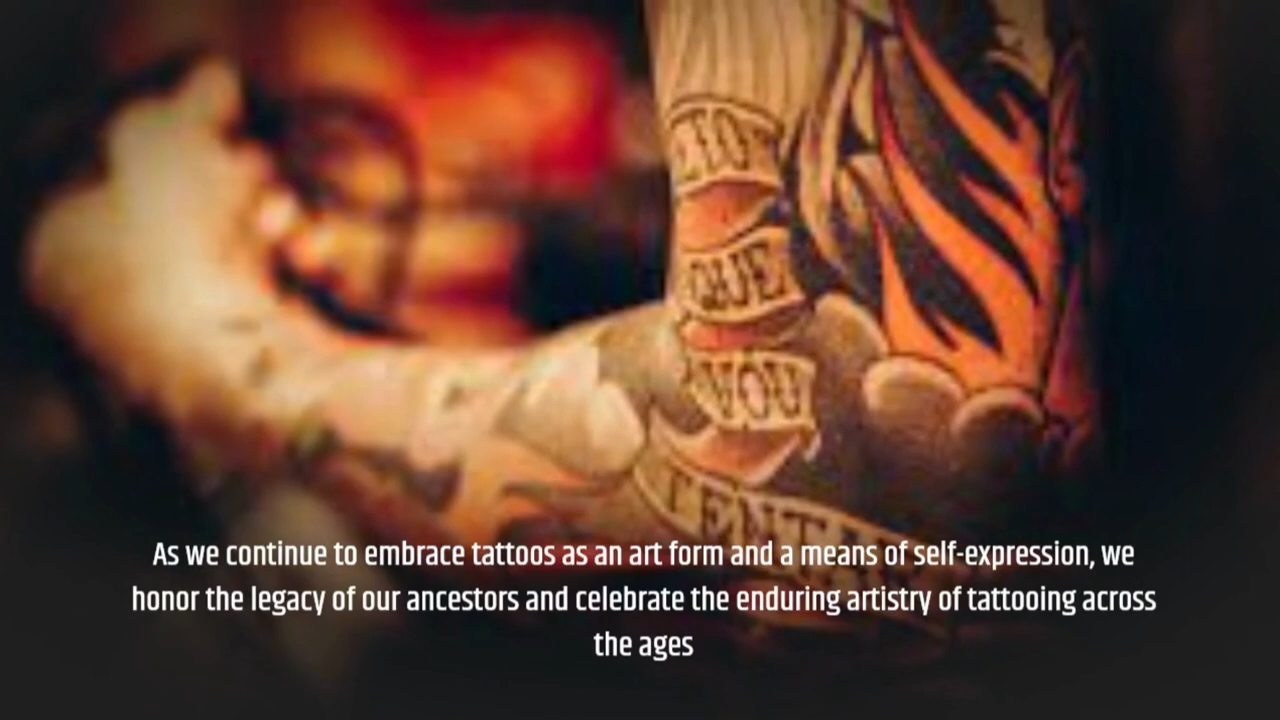 As we continue to embrace tattoos as an art form and a means of self-expression, we
honor the legacy of our ancestors and celebrate the enduring artistry of tattooing across
the ages